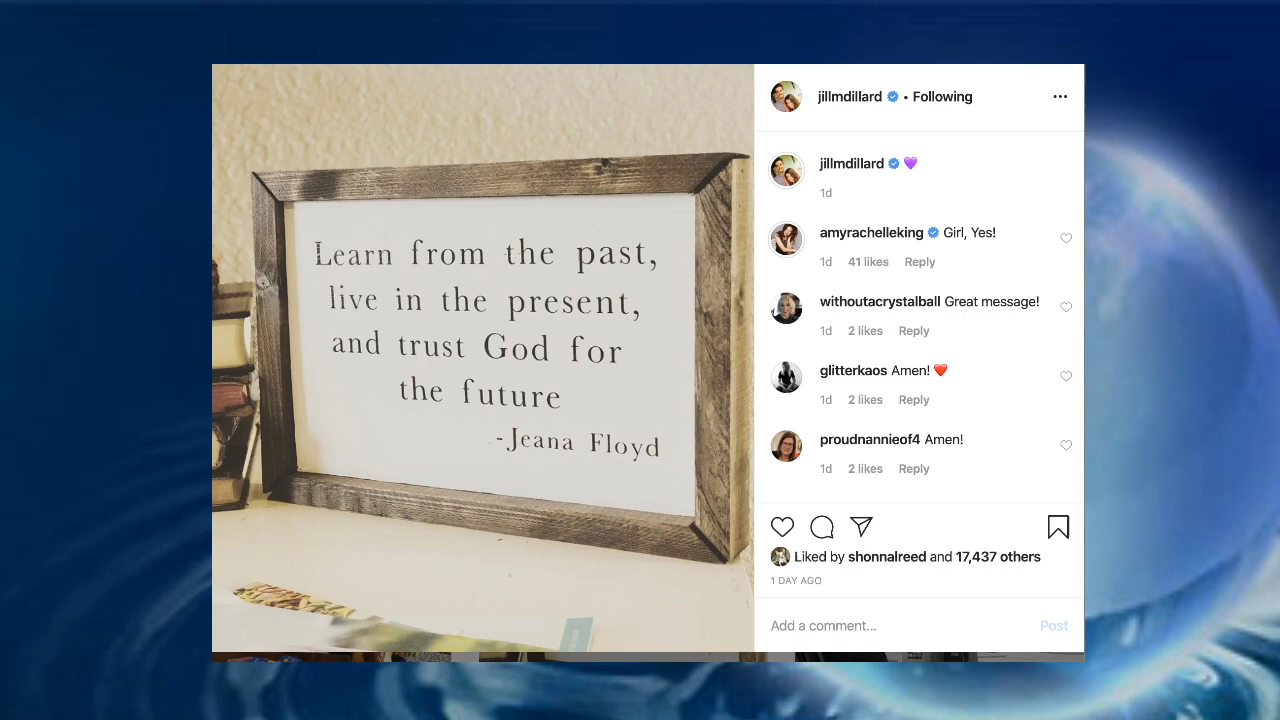 Learn from the past,
live in the present,
and trust God for
the future
-Jeana Floyd
jillmdillard • Following
jillmdillard 💜
1d
amyrachelleking Girl, Yes!
1d 41 likes Reply
withoutacrystalball Great message!
1d 2 likes Reply
glitterkaos Amen! ❤️
1d 2 likes Reply
proudnannieof4 Amen!
1d 2 likes Reply
Liked by shonnalreed and 17,437 others
1 DAY AGO
Add a comment... Post